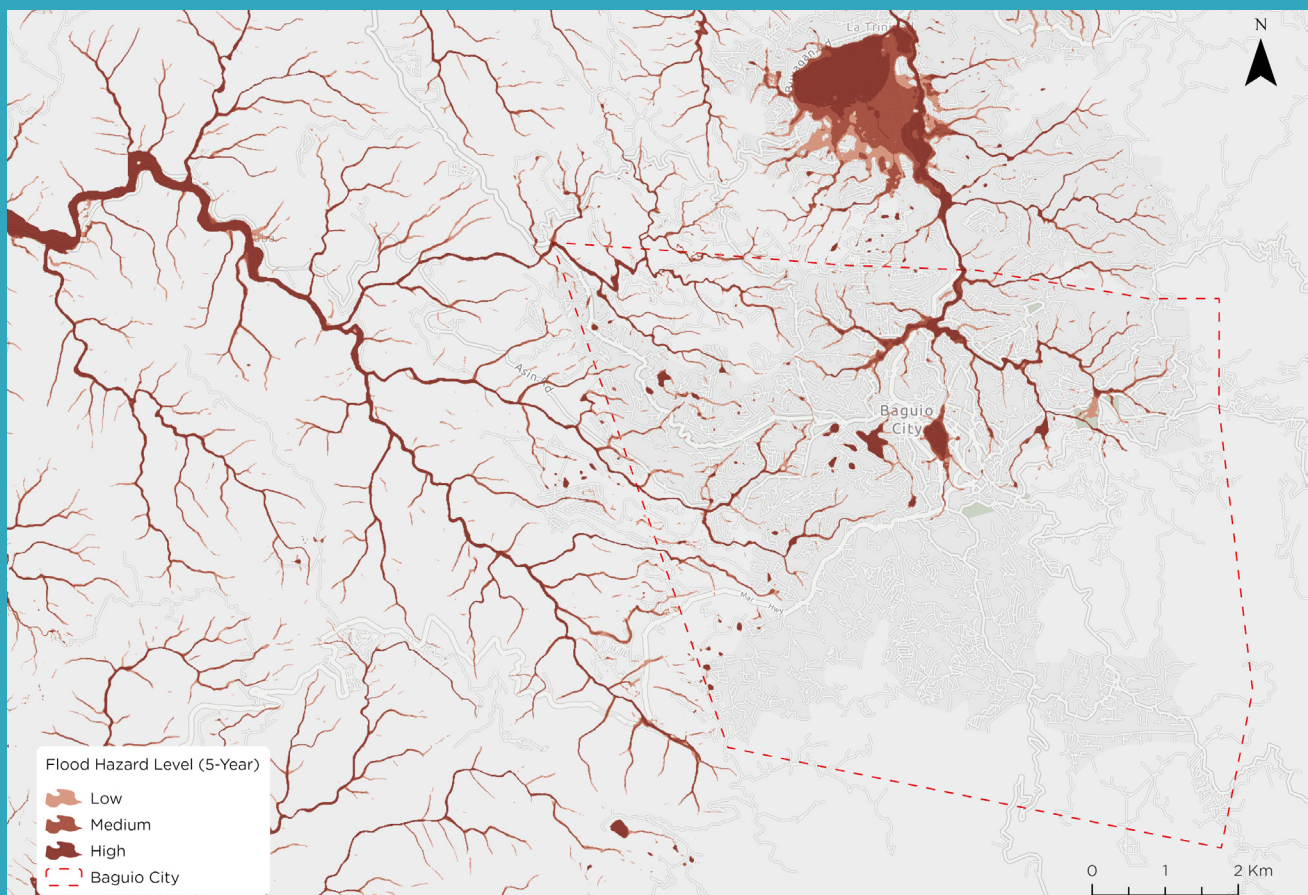 N
La Trini
Asin Rd
Baguio
City
Mar
Hwy
Flood Hazard Level (5-Year)
Low
Medium
High
Baguio City
0 1 2 Km